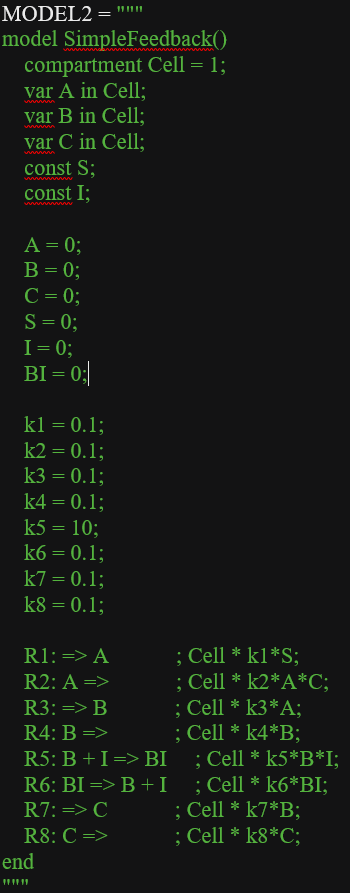 MODEL2 = """
model SimpleFeedback()
compartment Cell = 1;
var A in Cell;
var B in Cell;
var C in Cell;
const S;
const I;
A = 0;
B = 0;
C = 0;
S = 0;
I = 0;
BI = 0;
k1 = 0.1;
k2 = 0.1;
k3 = 0.1;
k4 = 0.1;
k5 = 10;
k6 = 0.1;
k7 = 0.1;
k8 = 0.1;
R1: => A ; Cell * k1*S;
R2: A => ; Cell * k2*A*C;
R3: => B ; Cell * k3*A;
R4: B => ; Cell * k4*B;
R5: B + I => BI ; Cell * k5*B*I;
R6: BI => B + I ; Cell * k6*BI;
R7: => C ; Cell * k7*B;
R8: C => ; Cell * k8*C;
end
"""